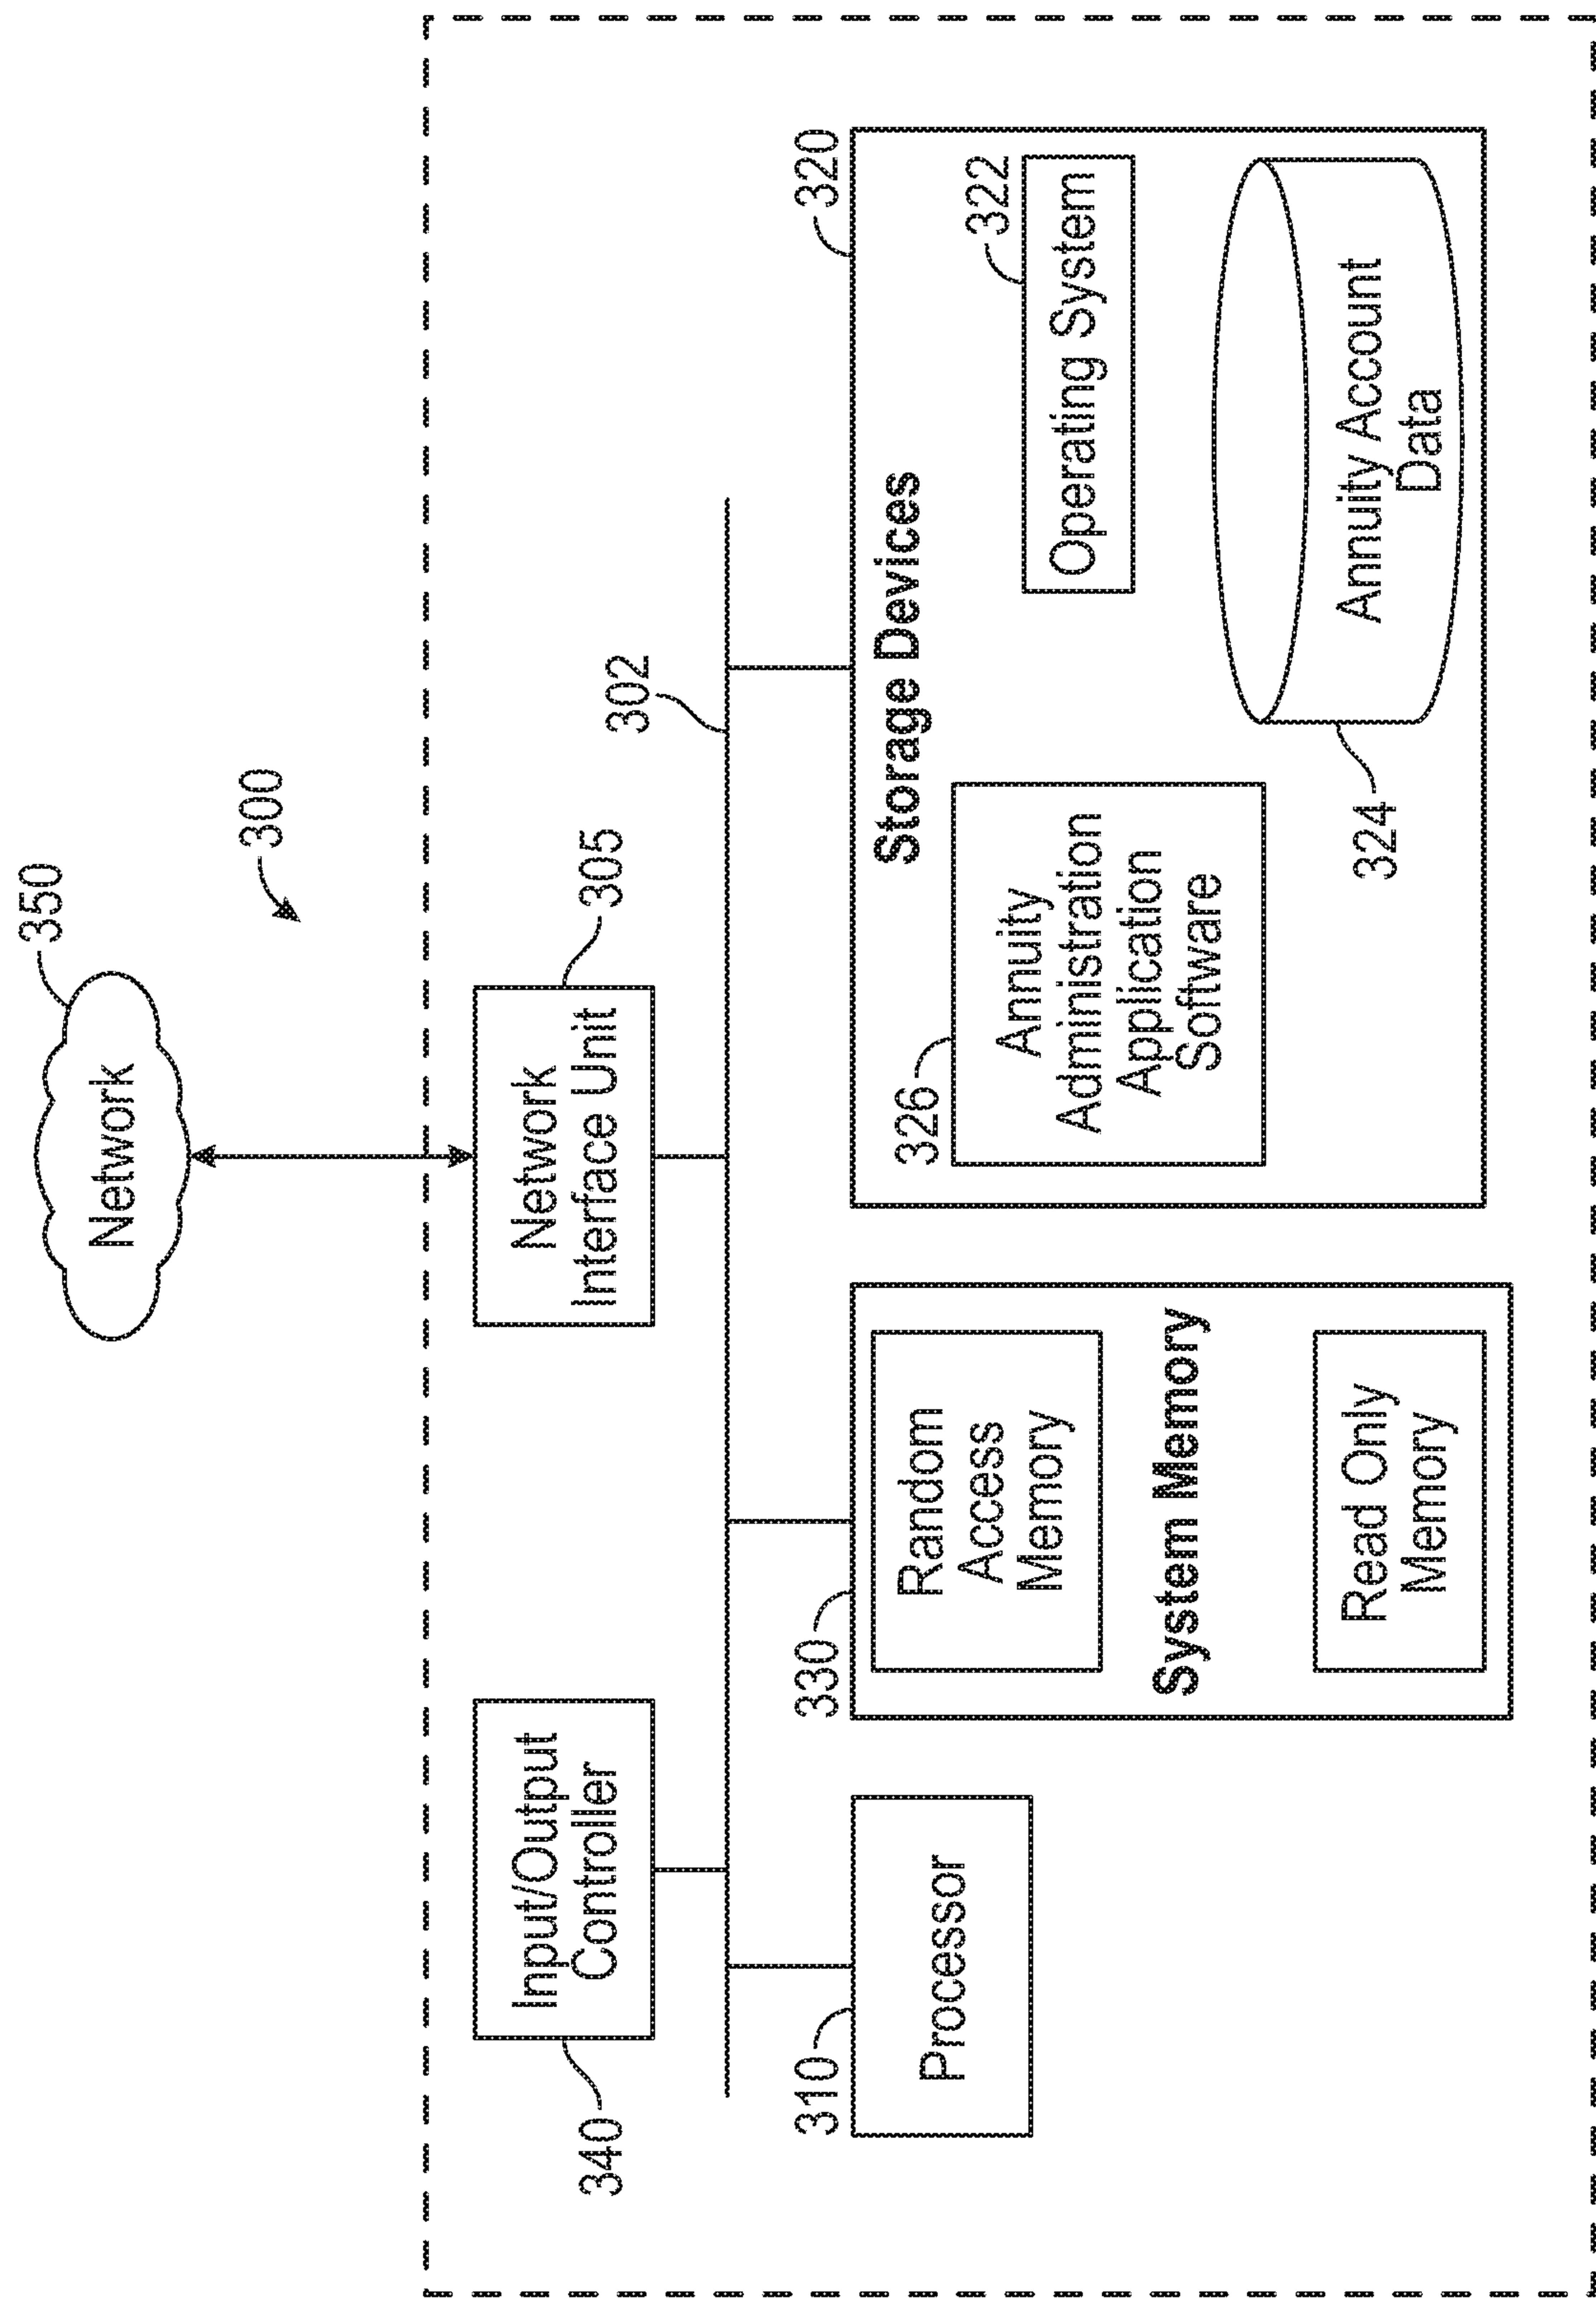 Network
350
300
Input/Output
Controller
340
Network
Interface Unit
305
302
310
Processor
330
Random
Access
Memory
System Memory
Read Only
Memory
320
Storage Devices
326
Annuity
Administration
Application
Software
322
Operating System
324
Annuity Account
Data